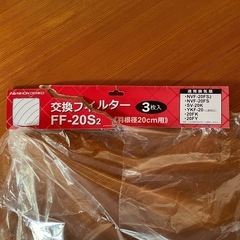 交換フィルター
3枚入
FF-20S2
《羽根径20cm用》
適用換気扇
・NVF-20FS2
・NVF-20FS
・SV-20K
・YKF-20
・20FK
・20FY